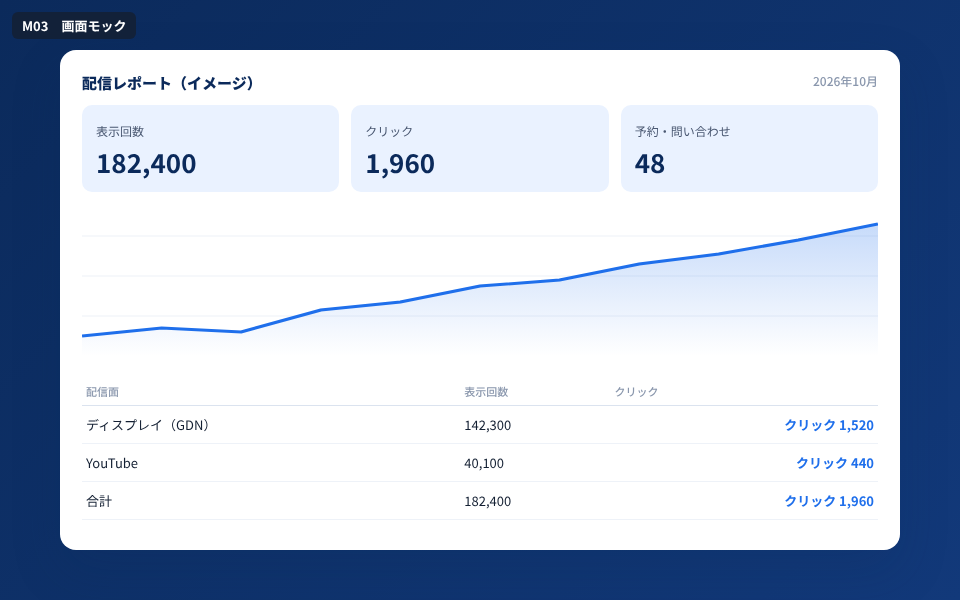 M03 画面モック
配信レポート（イメージ）
2026年10月
表示回数
182,400
クリック
1,960
予約・問い合わせ
48
配信面 表示回数 クリック
ディスプレイ（GDN） 142,300 クリック 1,520
YouTube 40,100 クリック 440
合計 182,400 クリック 1,960